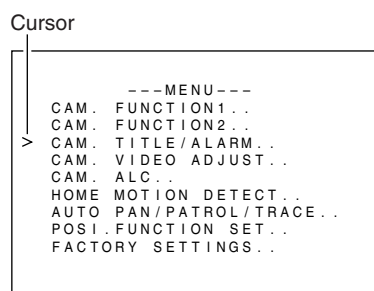 Cursor
---MENU---
CAM. FUNCTION1..
CAM. FUNCTION2..
> CAM. TITLE/ALARM..
CAM. VIDEO ADJUST..
CAM. ALC..
HOME MOTION DETECT..
AUTO PAN/PATROL/TRACE..
POSI.FUNCTION SET..
FACTORY SETTINGS..